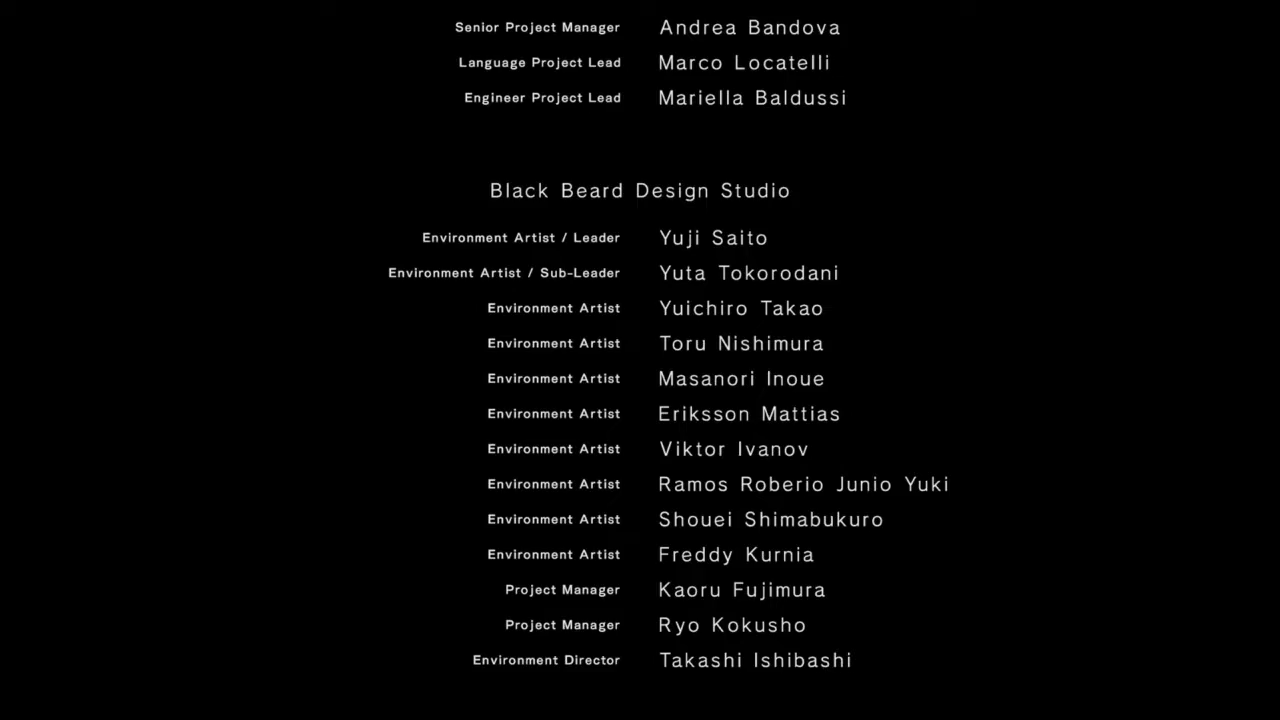 Senior Project Manager Andrea Bandova
Language Project Lead Marco Locatelli
Engineer Project Lead Mariella Baldussi
Black Beard Design Studio
Environment Artist / Leader Yuji Saito
Environment Artist / Sub-Leader Yuta Tokorodani
Environment Artist Yuichiro Takao
Environment Artist Toru Nishimura
Environment Artist Masanori Inoue
Environment Artist Eriksson Mattias
Environment Artist Viktor Ivanov
Environment Artist Ramos Roberio Junio Yuki
Environment Artist Shouei Shimabukuro
Environment Artist Freddy Kurnia
Project Manager Kaoru Fujimura
Project Manager Ryo Kokusho
Environment Director Takashi Ishibashi